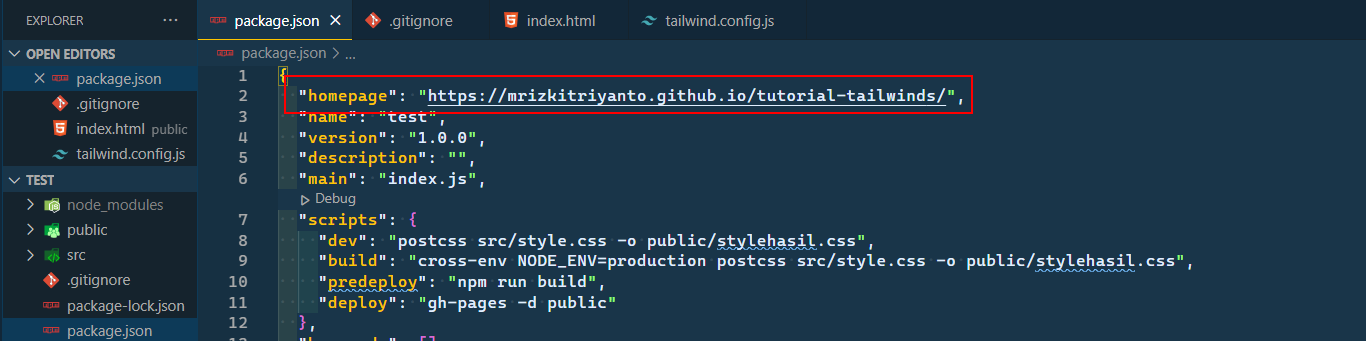 EXPLORER
OPEN EDITORS
package.json
.gitignore
index.html public
tailwind.config.js
TEST
node_modules
public
src
.gitignore
package-lock.json
package.json
package.json
.gitignore
index.html
tailwind.config.js
package.json > ...
1 {
2 "homepage": "https://mrizkitriyanto.github.io/tutorial-tailwinds/",
3 "name": "test",
4 "version": "1.0.0",
5 "description": "",
6 "main": "index.js",
Debug
7 "scripts": {
8 "dev": "postcss src/style.css -o public/stylehasil.css",
9 "build": "cross-env NODE_ENV=production postcss src/style.css -o public/stylehasil.css",
10 "predeploy": "npm run build",
11 "deploy": "gh-pages -d public"
12 },